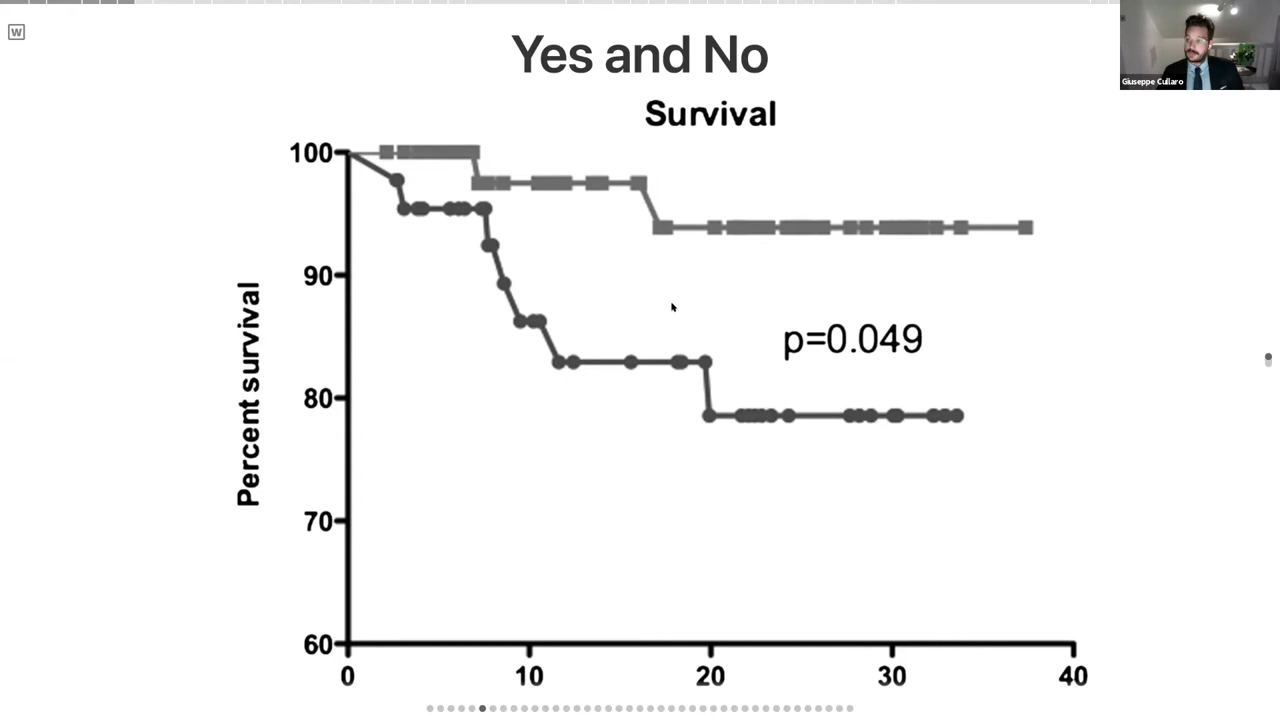 W
Yes and No
Giuseppe Cullaro
Survival
100
90
80
70
60
Percent survival
p=0.049
0 10 20 30 40